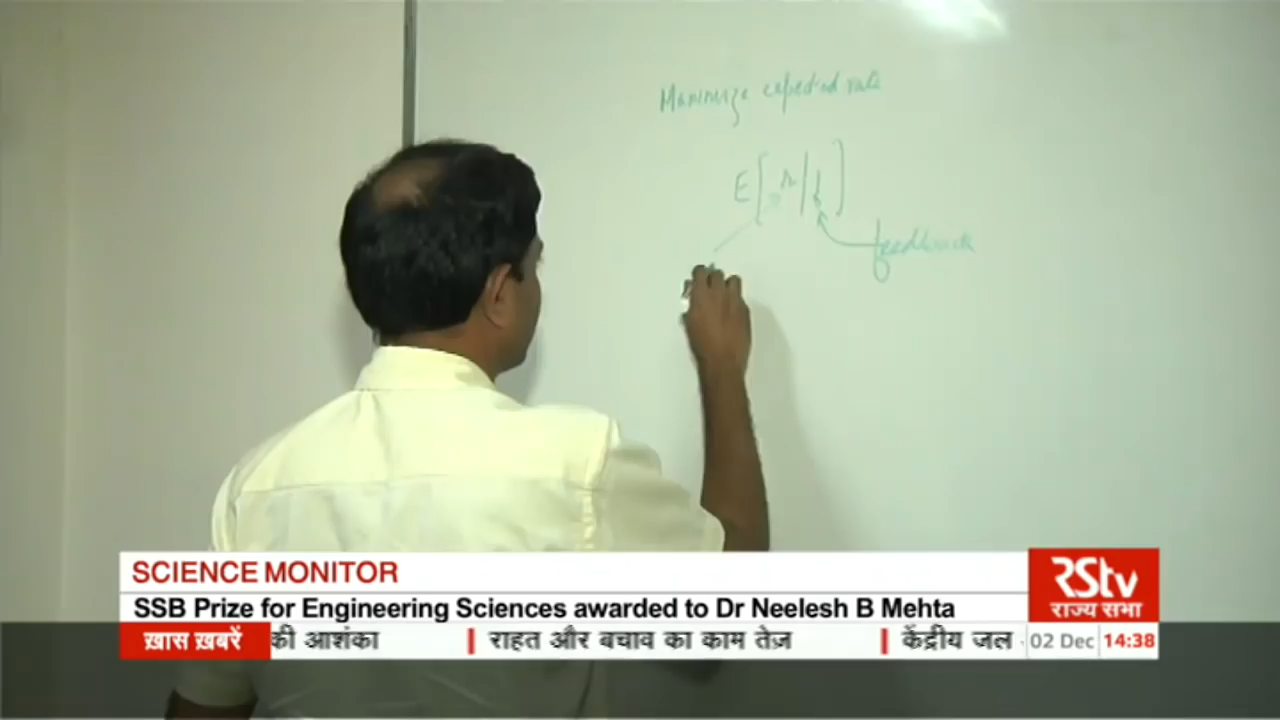 Maximize expected rate
E[ r | f ]
feedback
SCIENCE MONITOR
SSB Prize for Engineering Sciences awarded to Dr Neelesh B Mehta
RStv
राज्य सभा
ख़ास ख़बरें की आशंका | राहत और बचाव का काम तेज़ | केंद्रीय जल 02 Dec 14:38